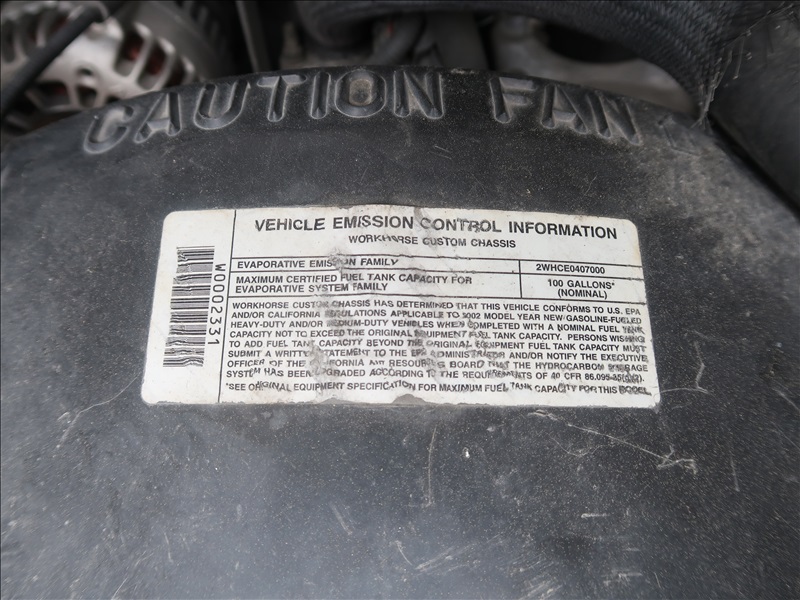 CAUTION FAN
VEHICLE EMISSION CONTROL INFORMATION
WORKHORSE CUSTOM CHASSIS
EVAPORATIVE EMISSION FAMILY 2WHCE0407000
MAXIMUM CERTIFIED FUEL TANK CAPACITY FOR
EVAPORATIVE SYSTEM FAMILY
100 GALLONS*
(NOMINAL)
WORKHORSE CUSTOM CHASSIS HAS DETERMINED THAT THIS VEHICLE CONFORMS TO U.S. EPA
AND/OR CALIFORNIA REGULATIONS APPLICABLE TO 2002 MODEL YEAR NEW GASOLINE-FUELED
HEAVY-DUTY AND/OR MEDIUM-DUTY VEHICLES WHEN COMPLETED WITH A NOMINAL FUEL TANK
CAPACITY NOT TO EXCEED THE ORIGINAL EQUIPMENT FUEL TANK CAPACITY. PERSONS WISHING
TO ADD FUEL TANK CAPACITY BEYOND THE ORIGINAL EQUIPMENT FUEL TANK CAPACITY MUST
SUBMIT A WRITTEN STATEMENT TO THE EPA ADMINISTRATOR AND/OR NOTIFY THE EXECUTIVE
OFFICER OF THE CALIFORNIA AIR RESOURCES BOARD THAT THE HYDROCARBON STORAGE
SYSTEM HAS BEEN UPGRADED ACCORDING TO THE REQUIREMENTS OF 40 CFR
*SEE ORIGINAL EQUIPMENT SPECIFICATION FOR MAXIMUM FUEL TANK CAPACITY FOR THIS MODEL
W0002331